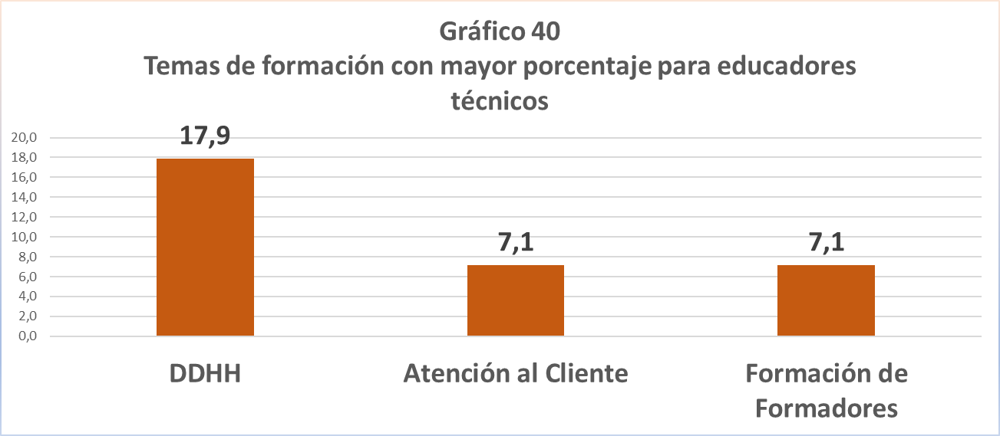 Gráfico 40
Temas de formación con mayor porcentaje para educadores
técnicos
20,0
18,0
16,0
14,0
12,0
10,0
8,0
6,0
4,0
2,0
0,0
17,9
7,1
7,1
DDHH
Atención al Cliente
Formación de
Formadores